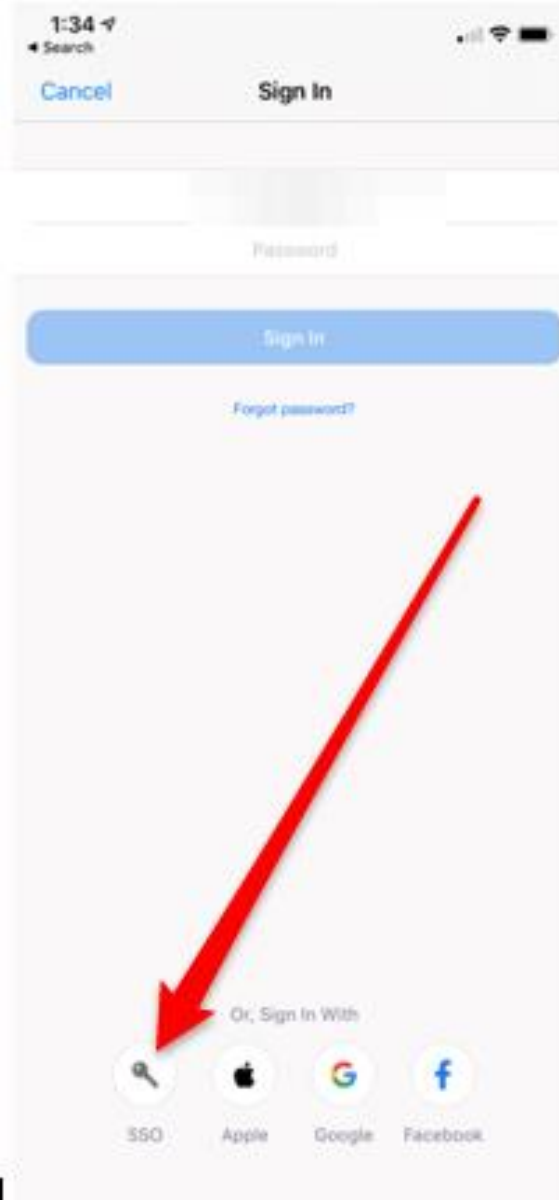 1:34
Search
Cancel Sign In
Password
Sign In
Forgot password?
Or, Sign In With
SSO Apple Google Facebook